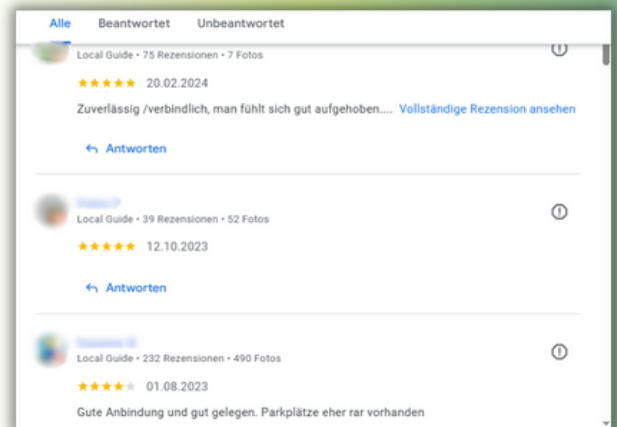 Alle Beantwortet Unbeantwortet
Local Guide • 75 Rezensionen • 7 Fotos
20.02.2024
Zuverlässig /verbindlich, man fühlt sich gut aufgehoben.... Vollständige Rezension ansehen
Antworten
Local Guide • 39 Rezensionen • 52 Fotos
12.10.2023
Antworten
Local Guide • 232 Rezensionen • 490 Fotos
01.08.2023
Gute Anbindung und gut gelegen. Parkplätze eher rar vorhanden